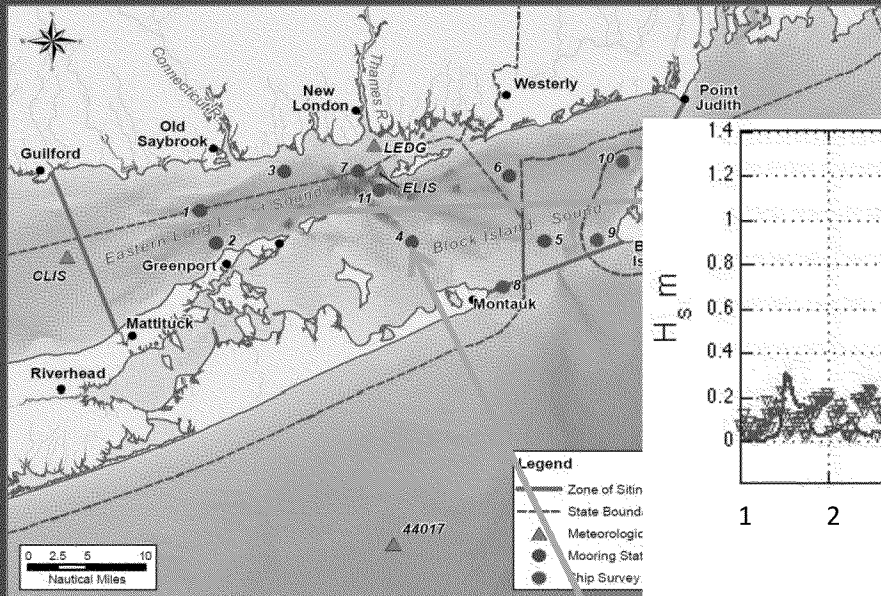 Connecticut R
Thames R
New
London
Westerly
Point
Judith
Old
Saybrook
LEDG
Guilford
3
7
ELIS
6
10
1
11
Eastern Long Island Sound
2
4
Block Island Sound
5
9
CLIS
Greenport
8
Montauk
Mattituck
Riverhead
44017
0 2.5 5 10
Nautical Miles
Legend
Zone of Sitin
State Bound
Meteorologic
Mooring Stat
Ship Survey
1.4
1.2
1
0.8
0.6
0.4
0.2
0
H s m
1 2